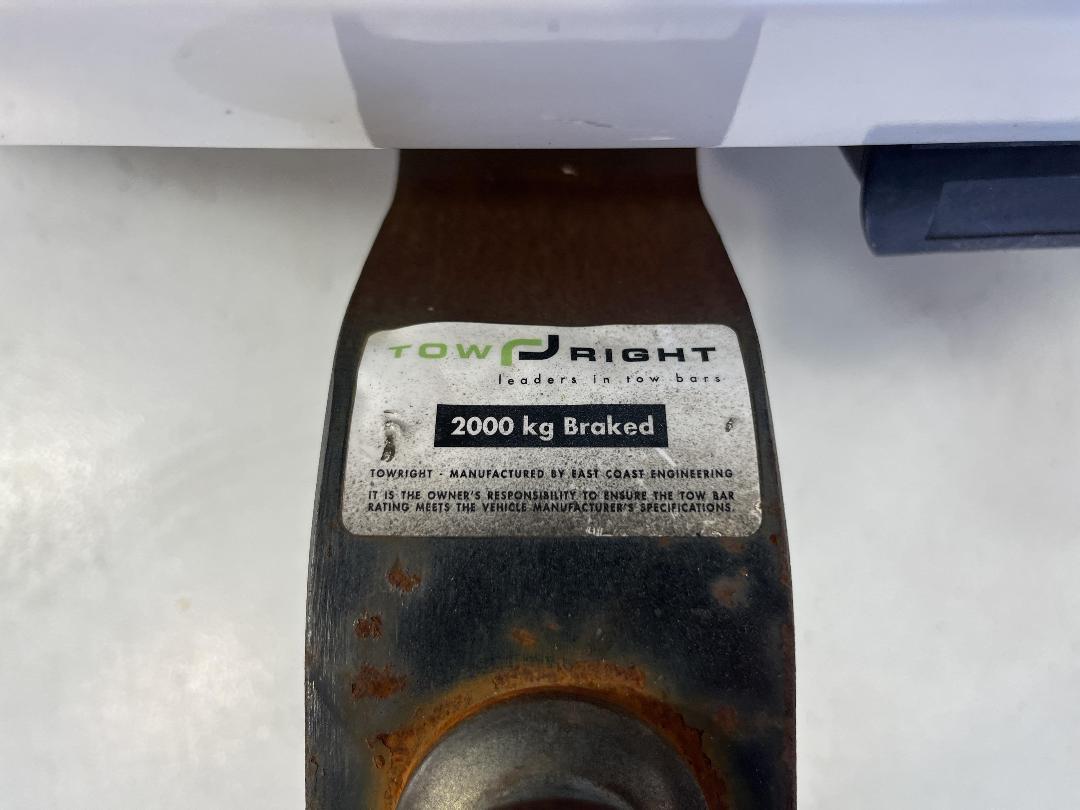 TOW RIGHT
leaders in tow bars
2000 kg Braked
TOWRIGHT - MANUFACTURED BY EAST COAST ENGINEERING
IT IS THE OWNER'S RESPONSIBILITY TO ENSURE THE TOW BAR
RATING MEETS THE VEHICLE MANUFACTURER'S SPECIFICATIONS.